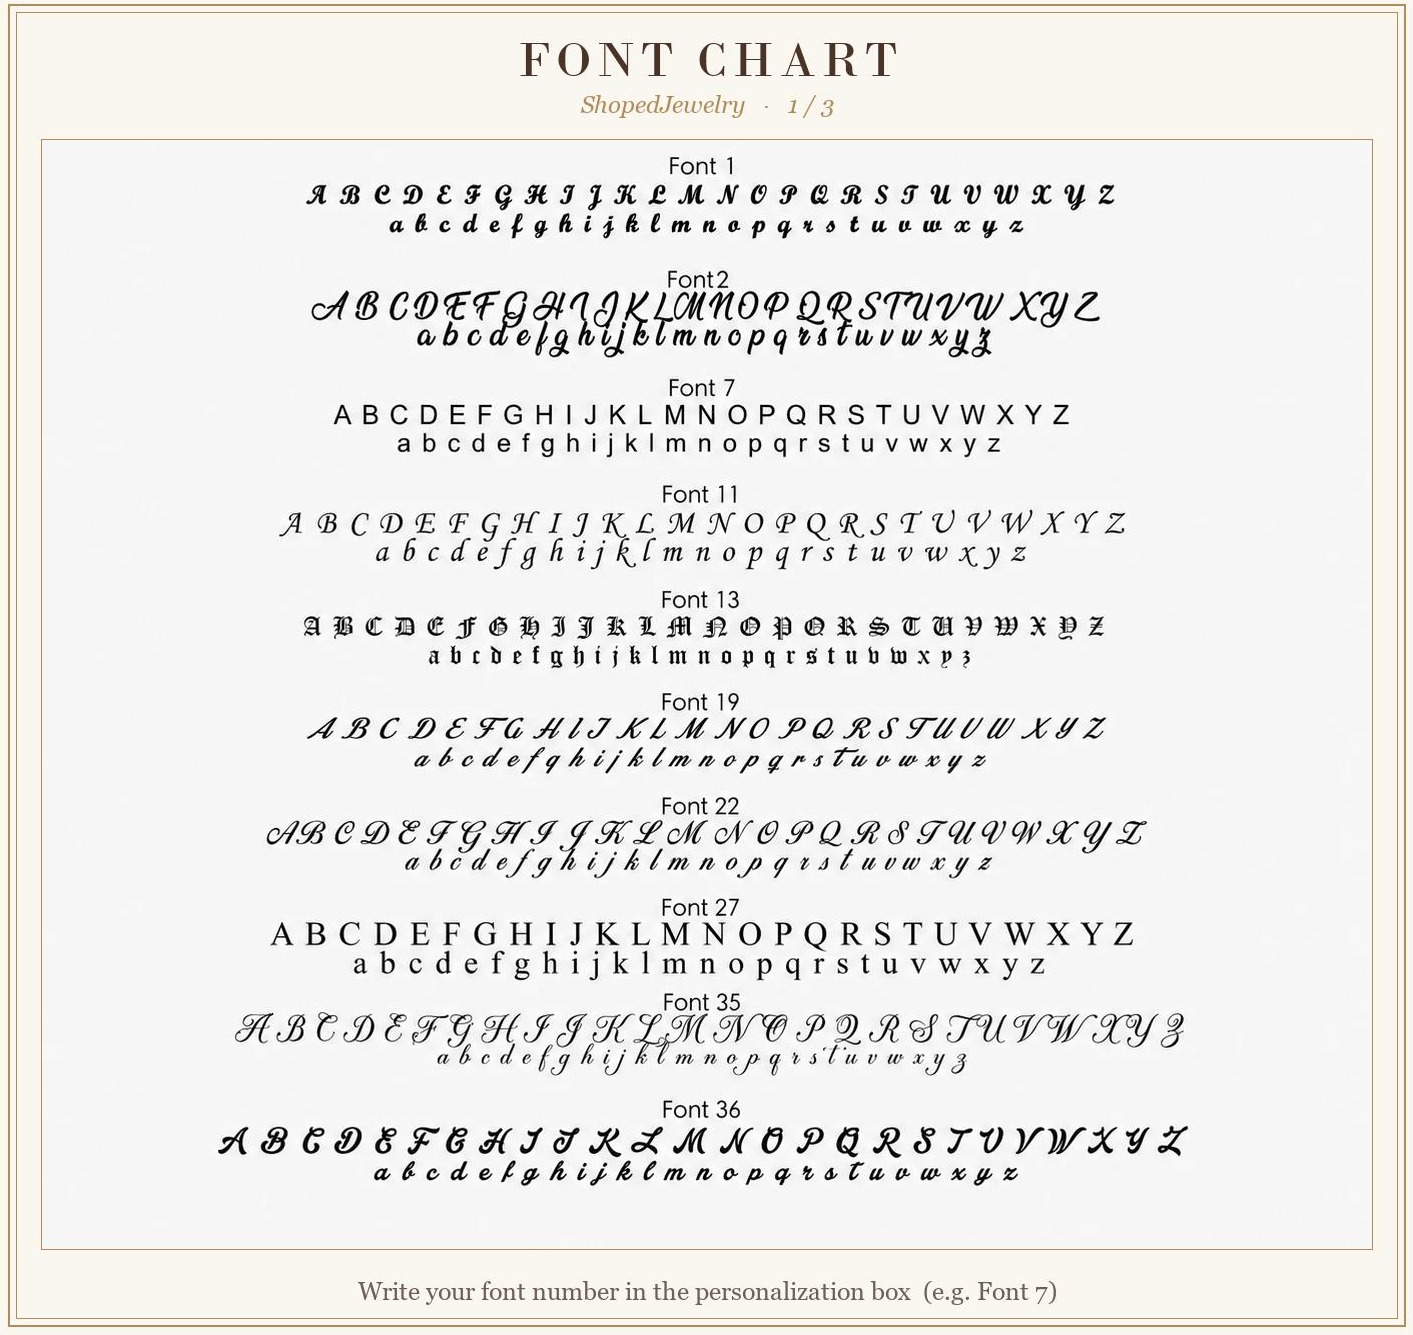 FONT CHART
ShopedJewelry · 1 / 3
Font 1
A B C D E F G H I J K L M N O P Q R S T U V W X Y Z
a b c d e f g h i j k l m n o p q r s t u v w x y z
Font2
A B C D E F G H I J K L M N O P Q R S T U V W X Y Z
a b c d e f g h i j k l m n o p q r s t u v w x y z
Font 7
A B C D E F G H I J K L M N O P Q R S T U V W X Y Z
a b c d e f g h i j k l m n o p q r s t u v w x y z
Font 11
A B C D E F G H I J K L M N O P Q R S T U V W X Y Z
a b c d e f g h i j k l m n o p q r s t u v w x y z
Font 13
A B C D E F G H I J K L M N O P Q R S T U V W X Y Z
a b c d e f g h i j k l m n o p q r s t u v w x y z
Font 19
A B C D E F G H I J K L M N O P Q R S T U V W X Y Z
a b c d e f g h i j k l m n o p q r s t u v w x y z
Font 22
A B C D E F G H I J K L M N O P Q R S T U V W X Y Z
a b c d e f g h i j k l m n o p q r s t u v w x y z
Font 27
A B C D E F G H I J K L M N O P Q R S T U V W X Y Z
a b c d e f g h i j k l m n o p q r s t u v w x y z
Font 35
A B C D E F G H I J K L M N O P Q R S T U V W X Y Z
a b c d e f g h i j k l m n o p q r s t u v w x y z
Font 36
A B C D E F G H I J K L M N O P Q R S T U V W X Y Z
a b c d e f g h i j k l m n o p q r s t u v w x y z
Write your font number in the personalization box (e.g. Font 7)